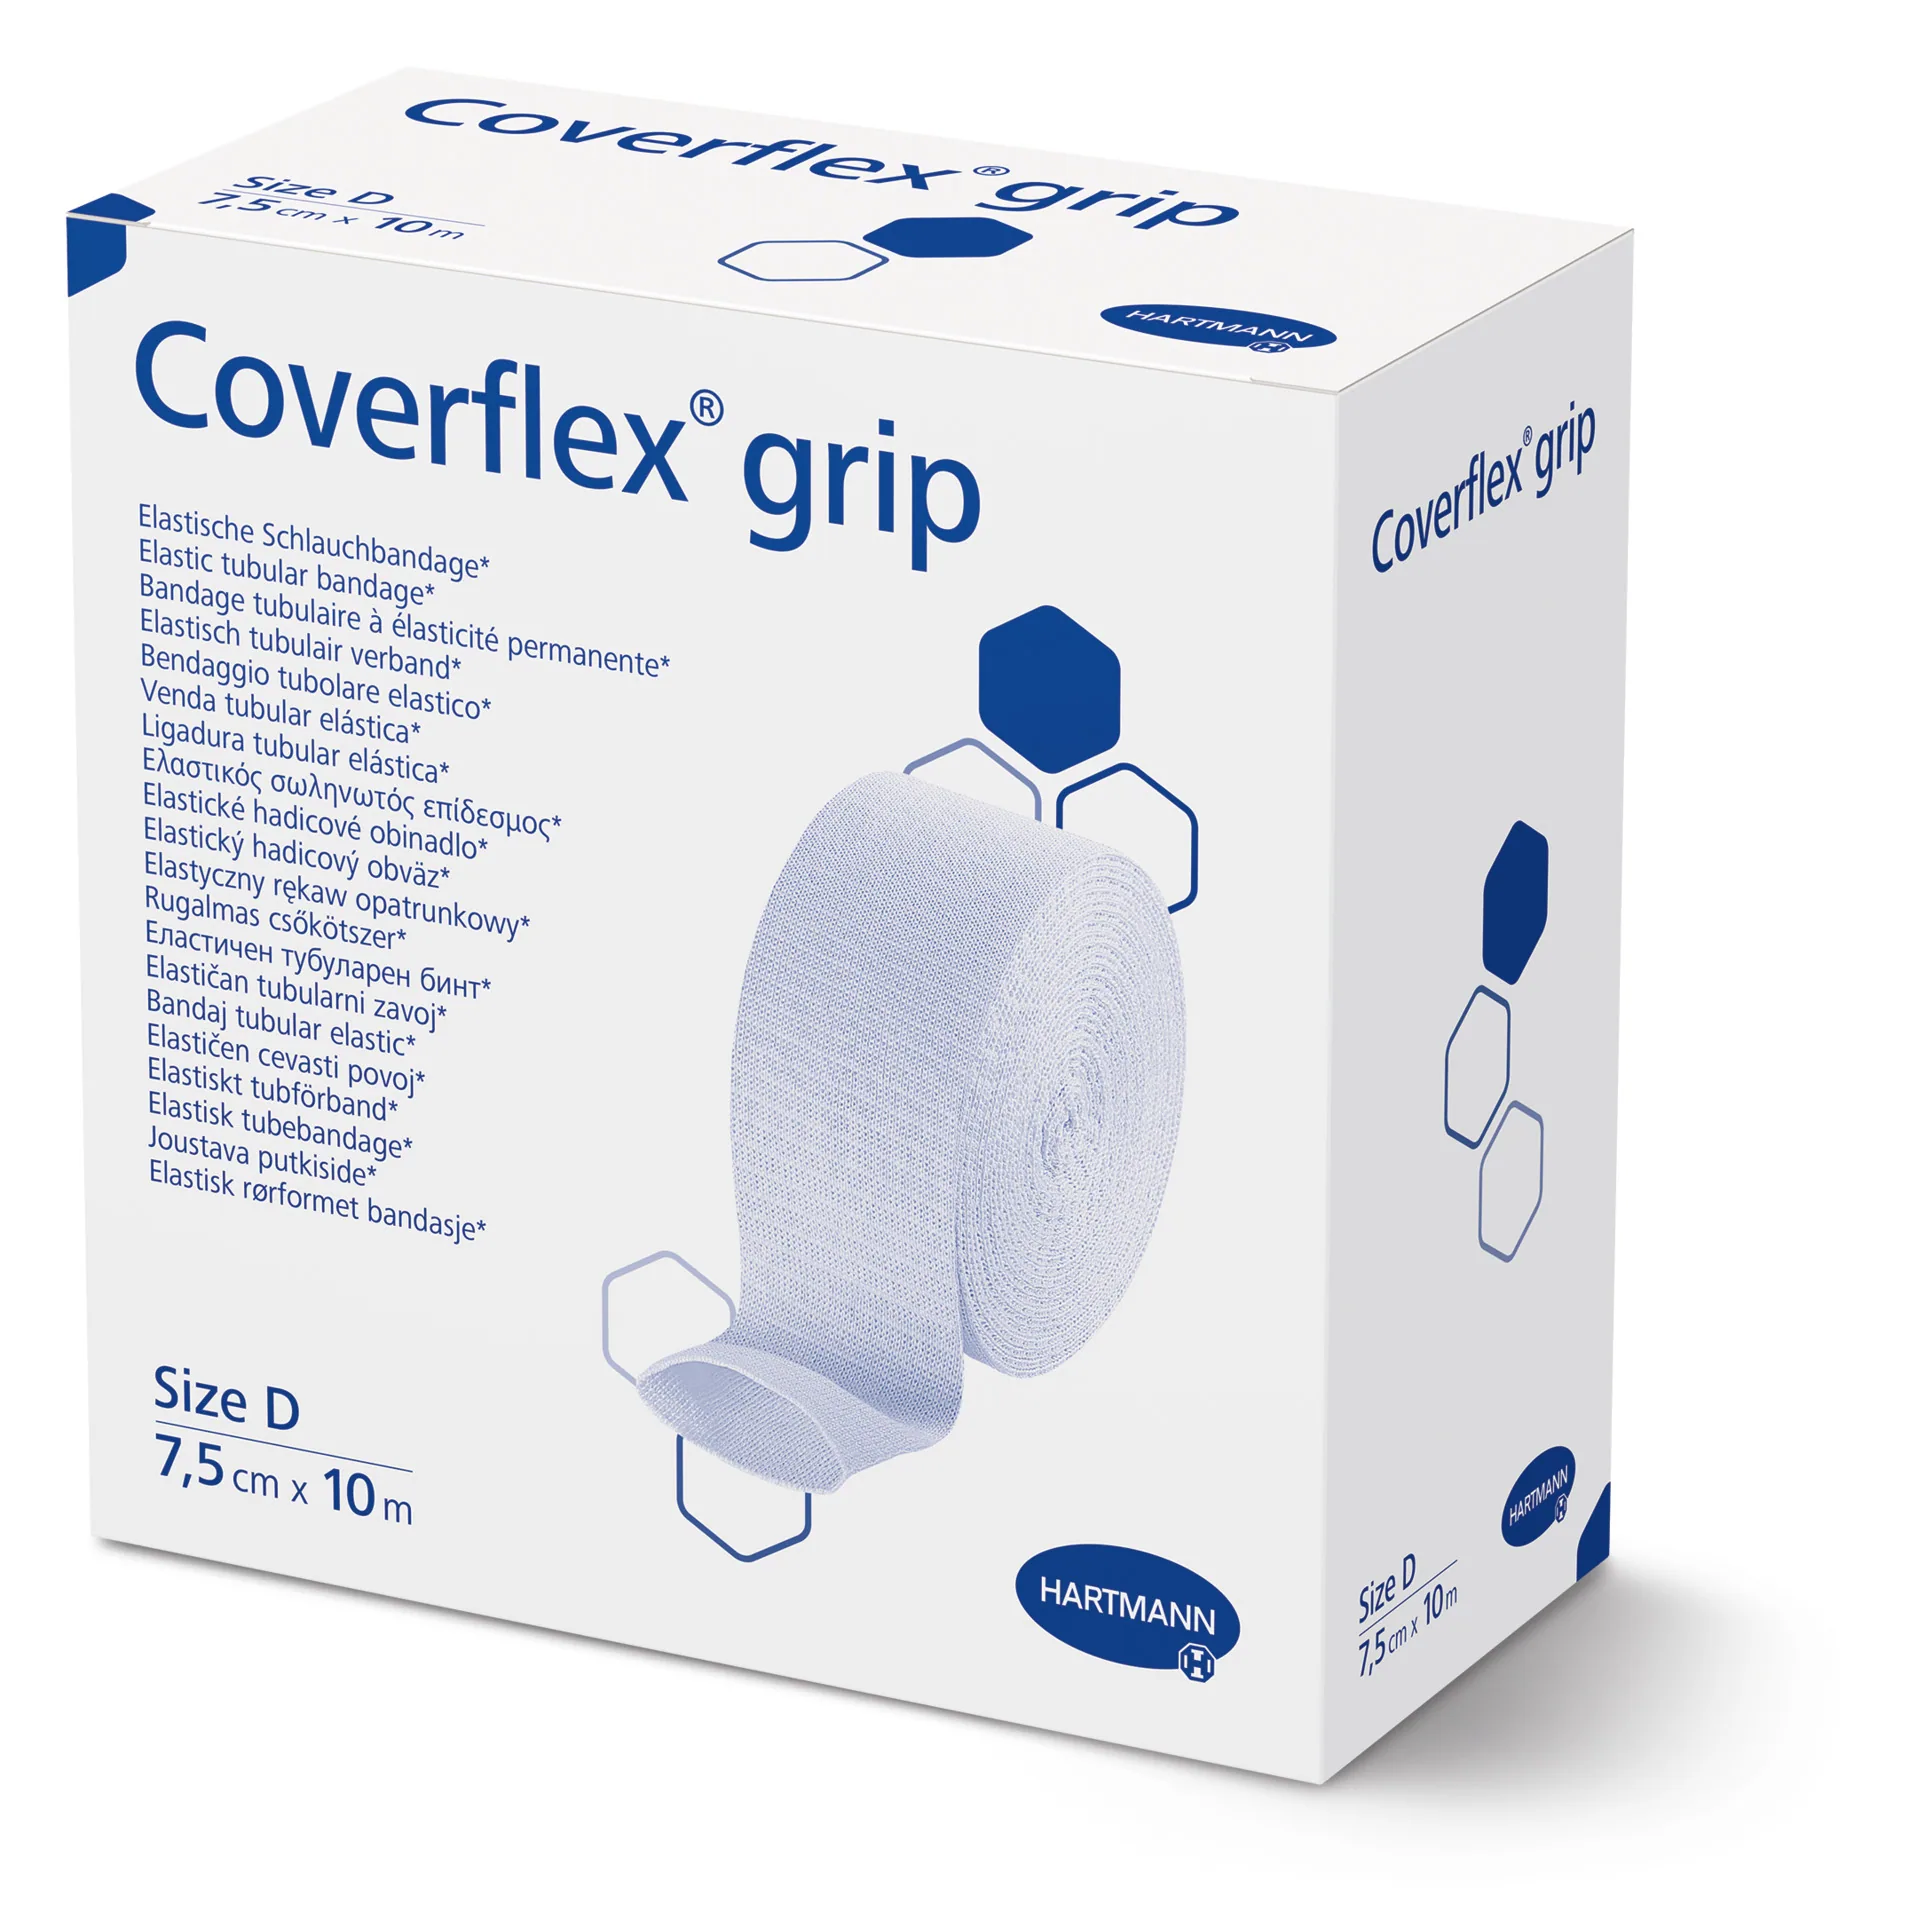 Coverflex® grip
Size D
7,5 cm x 10 m
HARTMANN
Coverflex® grip
Elastische Schlauchbandage*
Elastic tubular bandage*
Bandage tubulaire à élasticité permanente*
Elastisch tubulair verband*
Bendaggio tubolare elastico*
Venda tubular elástica*
Ligadura tubular elástica*
Ελαστικός σωληνωτός επίδεσμος*
Elastické hadicové obinadlo*
Elastický hadicový obväz*
Elastyczny rękaw opatrunkowy*
Rugalmas csőkötszer*
Еластичен тубуларен бинт*
Elastičan tubularni zavoj*
Bandaj tubular elastic*
Elastičen cevasti povoj*
Elastiskt tubförband*
Elastisk tubebandage*
Joustava putkiside*
Elastisk rørformet bandasje*
Size D
7,5 cm x 10 m
HARTMANN
Coverflex® grip
HARTMANN
Size D
7,5 cm x 10 m